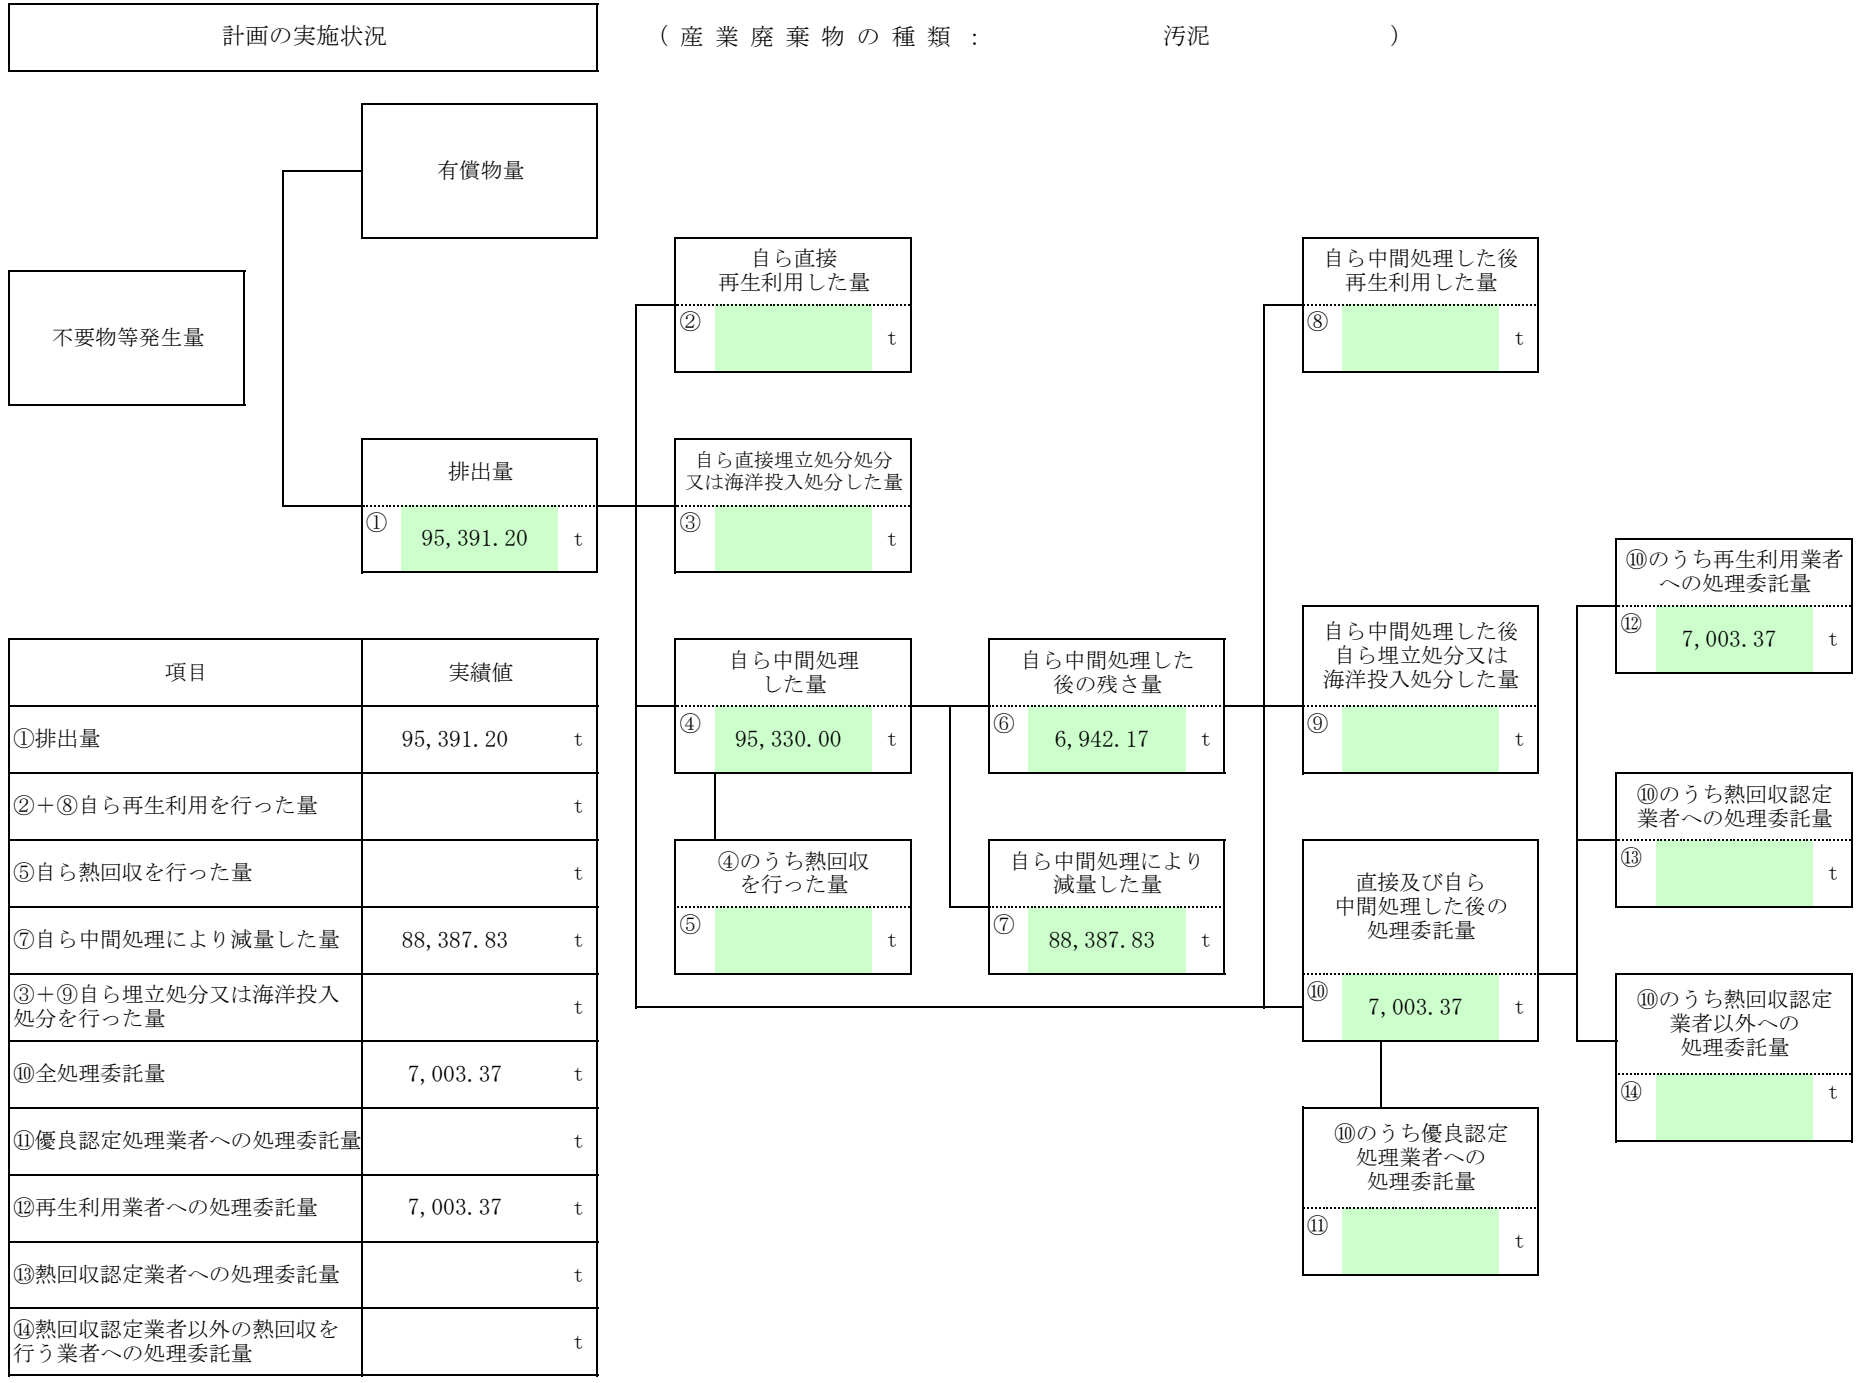 計画の実施状況
（産業廃棄物の種類： 汚泥 ）
有償物量
不要物等発生量
排出量
① 95,391.20 t
自ら直接
再生利用した量
② t
自ら直接埋立処分処分
又は海洋投入処分した量
③ t
自ら中間処理
した量
④ 95,330.00 t
④のうち熱回収
を行った量
⑤ t
自ら中間処理した
後の残さ量
⑥ 6,942.17 t
自ら中間処理により
減量した量
⑦ 88,387.83 t
自ら中間処理した後
再生利用した量
⑧ t
自ら中間処理した後
自ら埋立処分又は
海洋投入処分した量
⑨ t
直接及び自ら
中間処理した後の
処理委託量
⑩ 7,003.37 t
⑩のうち優良認定
処理業者への
処理委託量
⑪ t
⑩のうち再生利用業者
への処理委託量
⑫ 7,003.37 t
⑩のうち熱回収認定
業者への処理委託量
⑬ t
⑩のうち熱回収認定
業者以外への
処理委託量
⑭ t
項目 実績値
①排出量 95,391.20 t
②＋⑧自ら再生利用を行った量 t
⑤自ら熱回収を行った量 t
⑦自ら中間処理により減量した量 88,387.83 t
③＋⑨自ら埋立処分又は海洋投入
処分を行った量 t
⑩全処理委託量 7,003.37 t
⑪優良認定処理業者への処理委託量 t
⑫再生利用業者への処理委託量 7,003.37 t
⑬熱回収認定業者への処理委託量 t
⑭熱回収認定業者以外の熱回収を
行う業者への処理委託量 t